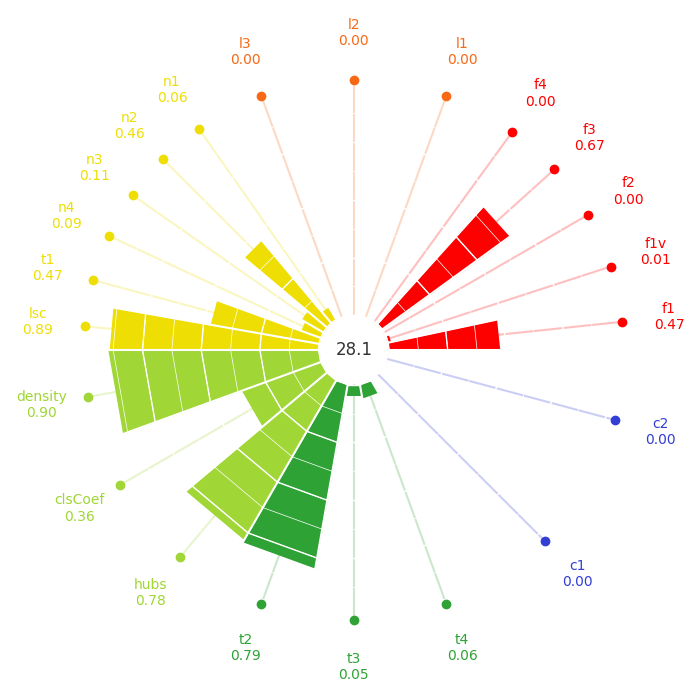 l2
0.00
l3
0.00
l1
0.00
n1
0.06
f4
0.00
n2
0.46
f3
0.67
n3
0.11
f2
0.00
n4
0.09
f1v
0.01
t1
0.47
lsc
0.89
f1
0.47
28.1
density
0.90
c2
0.00
clsCoef
0.36
c1
0.00
hubs
0.78
t2
0.79
t3
0.05
t4
0.06